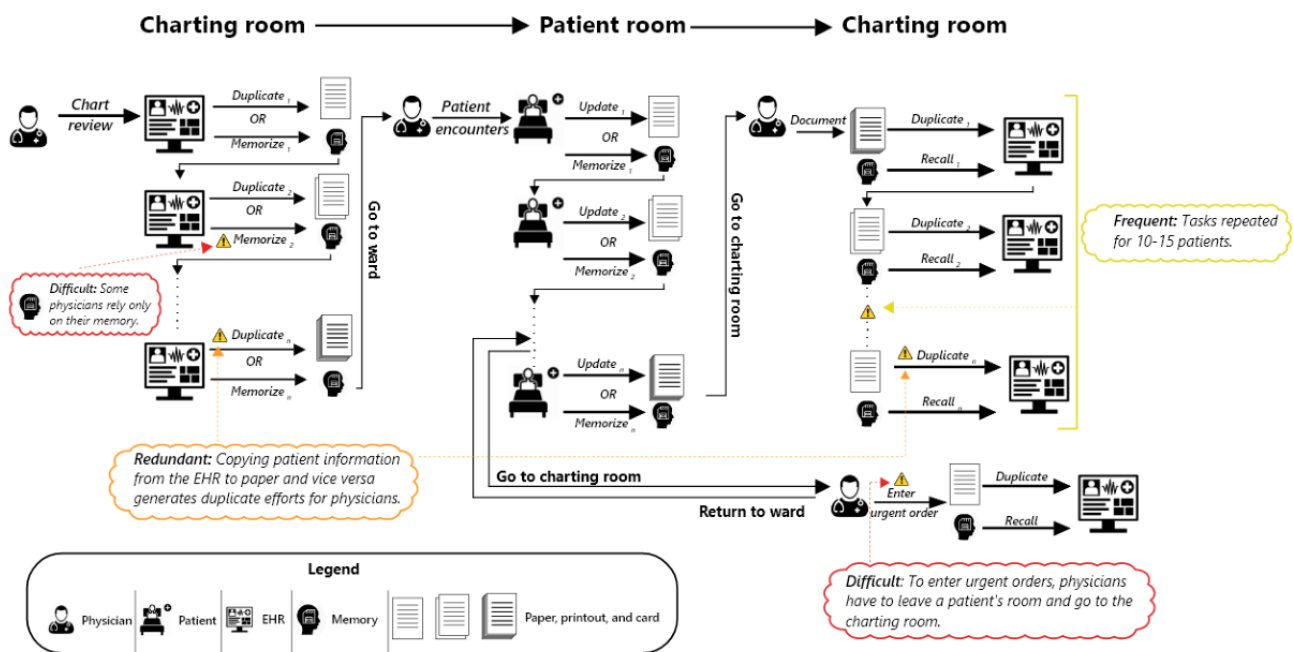 Charting room
Patient room
Charting room
Chart
review
Duplicate 1
OR
Memorize 1
Duplicate 2
OR
Memorize 2
Difficult: Some
physicians rely only
on their memory.
Duplicate n
OR
Memorize n
Go to ward
Patient
encounters
Update 1
OR
Memorize 1
Update 2
OR
Memorize 2
Update n
OR
Memorize n
Go to charting room
Document
Duplicate 1
Recall 1
Duplicate 2
Recall 2
Duplicate n
Recall n
Frequent: Tasks repeated
for 10-15 patients.
Redundant: Copying patient information
from the EHR to paper and vice versa
generates duplicate efforts for physicians.
Go to charting room
Return to ward
Enter
urgent order
Duplicate
Recall
Difficult: To enter urgent orders, physicians
have to leave a patient's room and go to the
charting room.
Legend
Physician
Patient
EHR
Memory
Paper, printout, and card